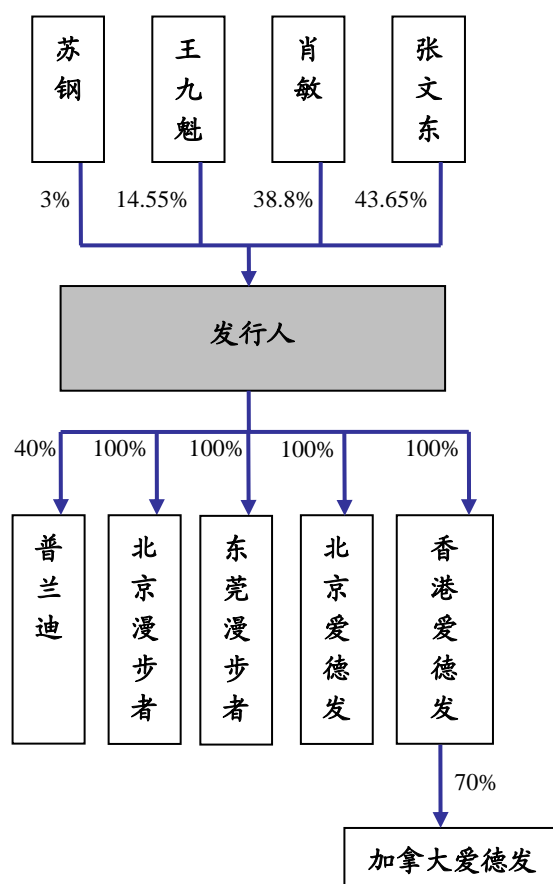 苏钢
王九魁
肖敏
张文东
3%
14.55%
38.8%
43.65%
发行人
40%
100%
100%
100%
100%
普兰迪
北京漫步者
东莞漫步者
北京爱德发
香港爱德发
70%
加拿大爱德发